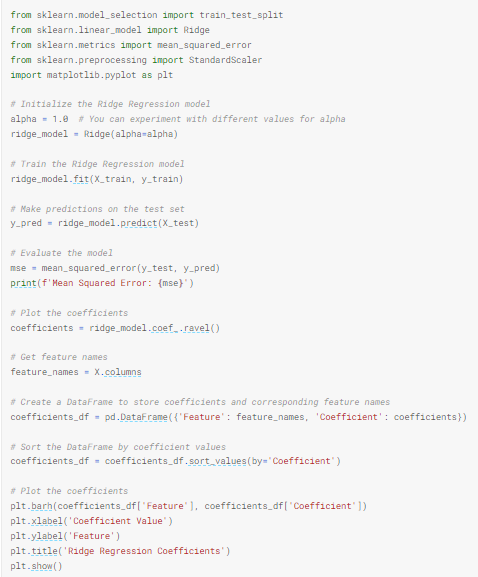 from sklearn.model_selection import train_test_split
from sklearn.linear_model import Ridge
from sklearn.metrics import mean_squared_error
from sklearn.preprocessing import StandardScaler
import matplotlib.pyplot as plt
# Initialize the Ridge Regression model
alpha = 1.0  # You can experiment with different values for alpha
ridge_model = Ridge(alpha=alpha)
# Train the Ridge Regression model
ridge_model.fit(X_train, y_train)
# Make predictions on the test set
y_pred = ridge_model.predict(X_test)
# Evaluate the model
mse = mean_squared_error(y_test, y_pred)
print(f'Mean Squared Error: {mse}')
# Plot the coefficients
coefficients = ridge_model.coef_.ravel()
# Get feature names
feature_names = X.columns
# Create a DataFrame to store coefficients and corresponding feature names
coefficients_df = pd.DataFrame({'Feature': feature_names, 'Coefficient': coefficients})
# Sort the DataFrame by coefficient values
coefficients_df = coefficients_df.sort_values(by='Coefficient')
# Plot the coefficients
plt.barh(coefficients_df['Feature'], coefficients_df['Coefficient'])
plt.xlabel('Coefficient Value')
plt.ylabel('Feature')
plt.title('Ridge Regression Coefficients')
plt.show()